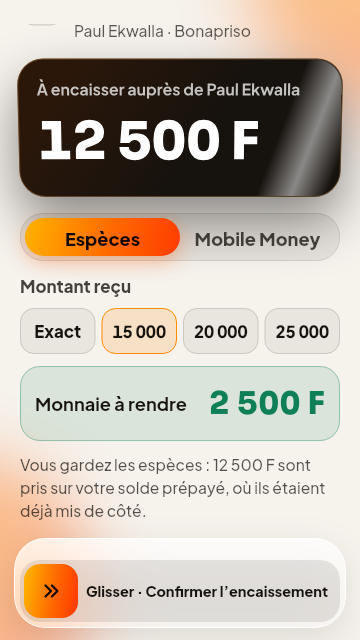 Paul Ekwalla · Bonapriso
À encaisser auprès de Paul Ekwalla
12 500 F
Espèces
Mobile Money
Montant reçu
Exact
15 000
20 000
25 000
Monnaie à rendre
2 500 F
Vous gardez les espèces : 12 500 F sont
pris sur votre solde prépayé, où ils étaient
déjà mis de côté.
Glisser · Confirmer l’encaissement